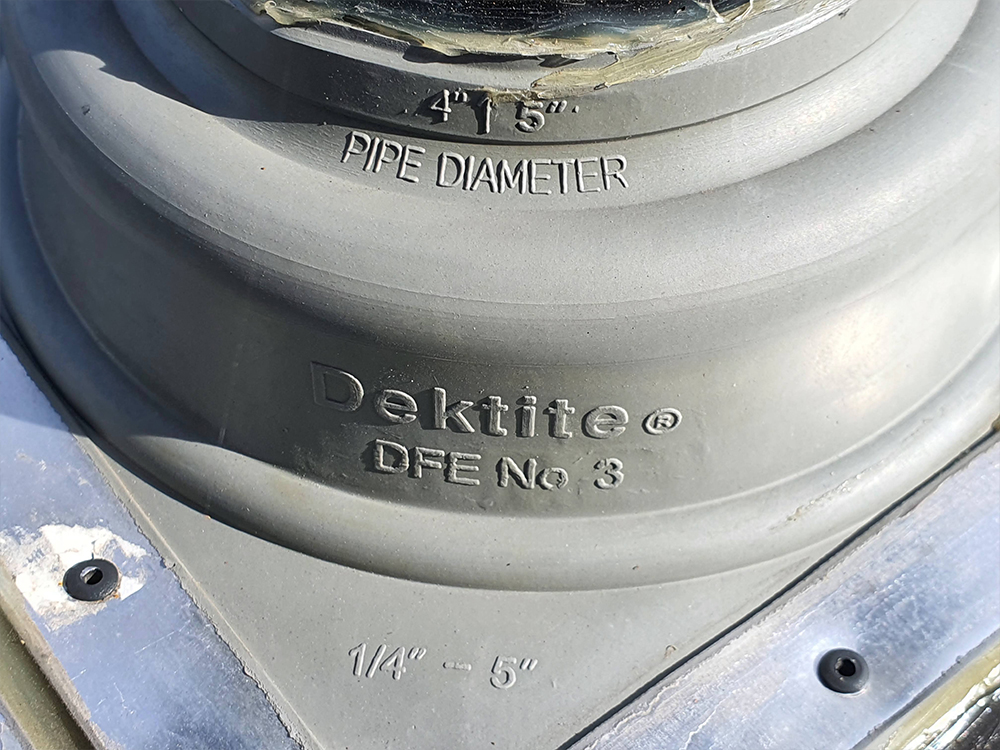 4" | 5"
PIPE DIAMETER
Dektite®
DFE No 3
1/4" – 5"